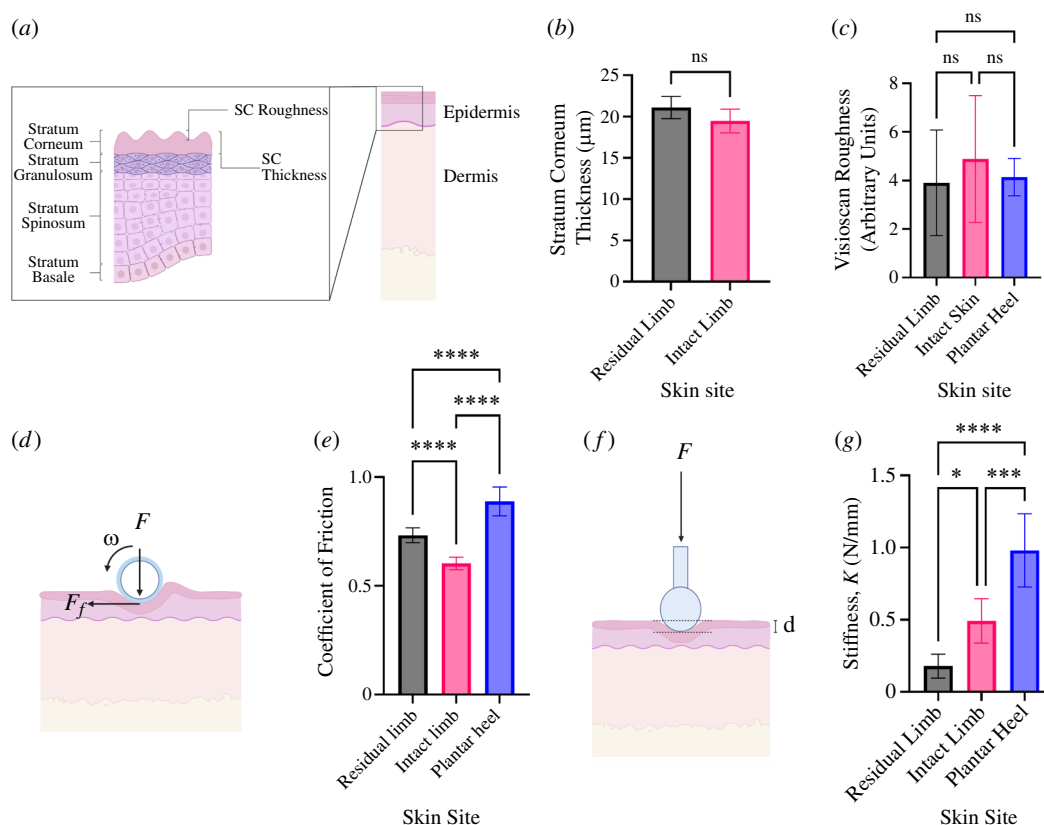 (a)
SC Roughness
Stratum
Corneum
Stratum
Granulosum
SC
Thickness
Stratum
Spinosum
Stratum
Basale
Epidermis
Dermis
(b)
ns
Stratum Corneum
Thickness (µm)
25
20
15
10
5
0
Residual Limb
Intact Limb
Skin site
(c)
ns
ns
ns
Visioscan Roughness
(Arbitrary Units)
8
6
4
2
0
Residual Limb
Intact Skin
Plantar Heel
Skin site
(d)
F
ω
Ff
(e)
****
****
****
Coefficient of Friction
1.0
0.5
0
Residual limb
Intact limb
Plantar heel
Skin Site
(f)
F
d
(g)
****
*
***
Stiffness, K (N/mm)
1.5
1.0
0.5
0
Residual Limb
Intact Limb
Plantar Heel
Skin Site